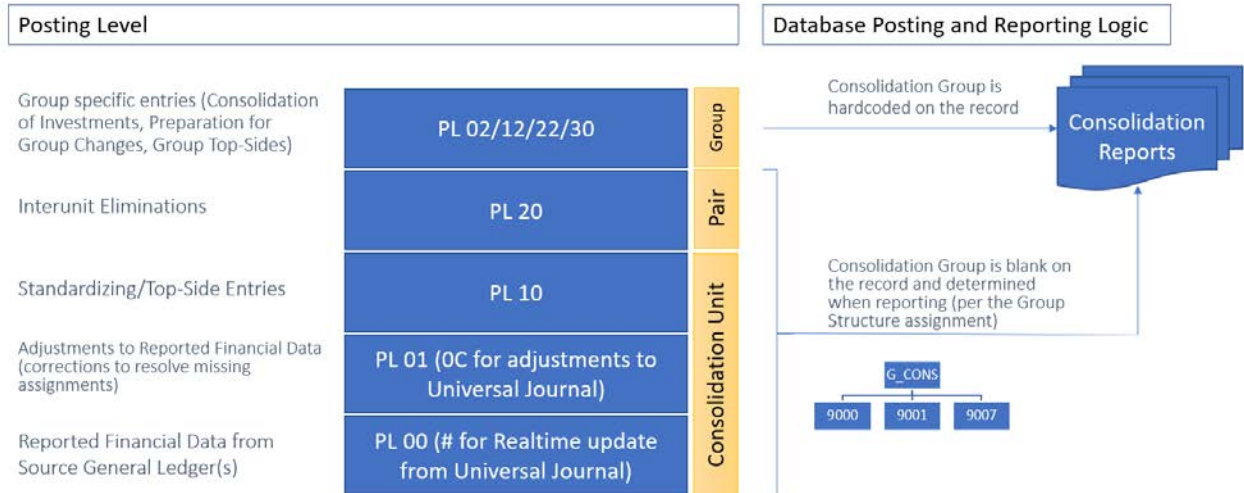 Posting Level
Database Posting and Reporting Logic
Group specific entries (Consolidation
of Investments, Preparation for
Group Changes, Group Top-Sides)
PL 02/12/22/30
Group
Consolidation Group is
hardcoded on the record
Consolidation
Reports
Interunit Eliminations
PL 20
Pair
Standardizing/Top-Side Entries
PL 10
Consolidation Unit
Consolidation Group is blank on
the record and determined
when reporting (per the Group
Structure assignment)
Adjustments to Reported Financial Data
(corrections to resolve missing
assignments)
PL 01 (0C for adjustments to
Universal Journal)
G_CONS
9000
9001
9007
Reported Financial Data from
Source General Ledger(s)
PL 00 (# for Realtime update
from Universal Journal)